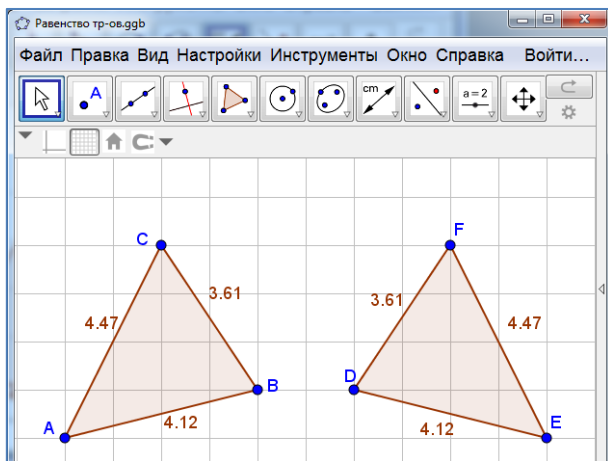 Равенство тр-ов.ggb
Файл Правка Вид Настройки Инструменты Окно Справка Войти...
A cm a = 2
C F
3.61 3.61
4.47 4.47
B D
4.12 4.12
A E